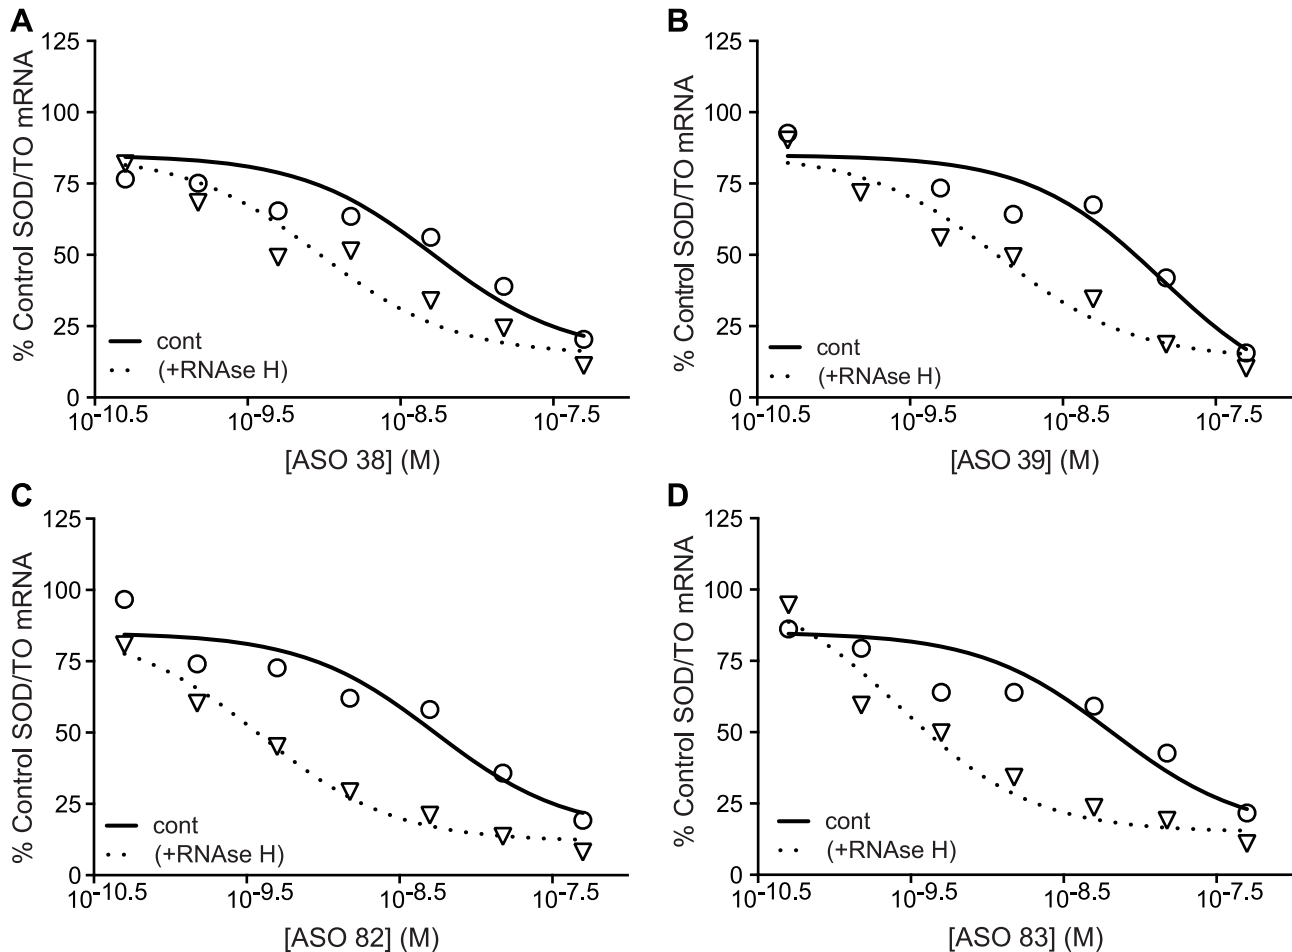 A
% Control SOD/TO mRNA
125
100
75
50
25
0
cont
(+RNAse H)
10-10.5 10-9.5 10-8.5 10-7.5
[ASO 38] (M)
B
% Control SOD/TO mRNA
125
100
75
50
25
0
cont
(+RNAse H)
10-10.5 10-9.5 10-8.5 10-7.5
[ASO 39] (M)
C
% Control SOD/TO mRNA
125
100
75
50
25
0
cont
(+RNAse H)
10-10.5 10-9.5 10-8.5 10-7.5
[ASO 82] (M)
D
% Control SOD/TO mRNA
125
100
75
50
25
0
cont
(+RNAse H)
10-10.5 10-9.5 10-8.5 10-7.5
[ASO 83] (M)